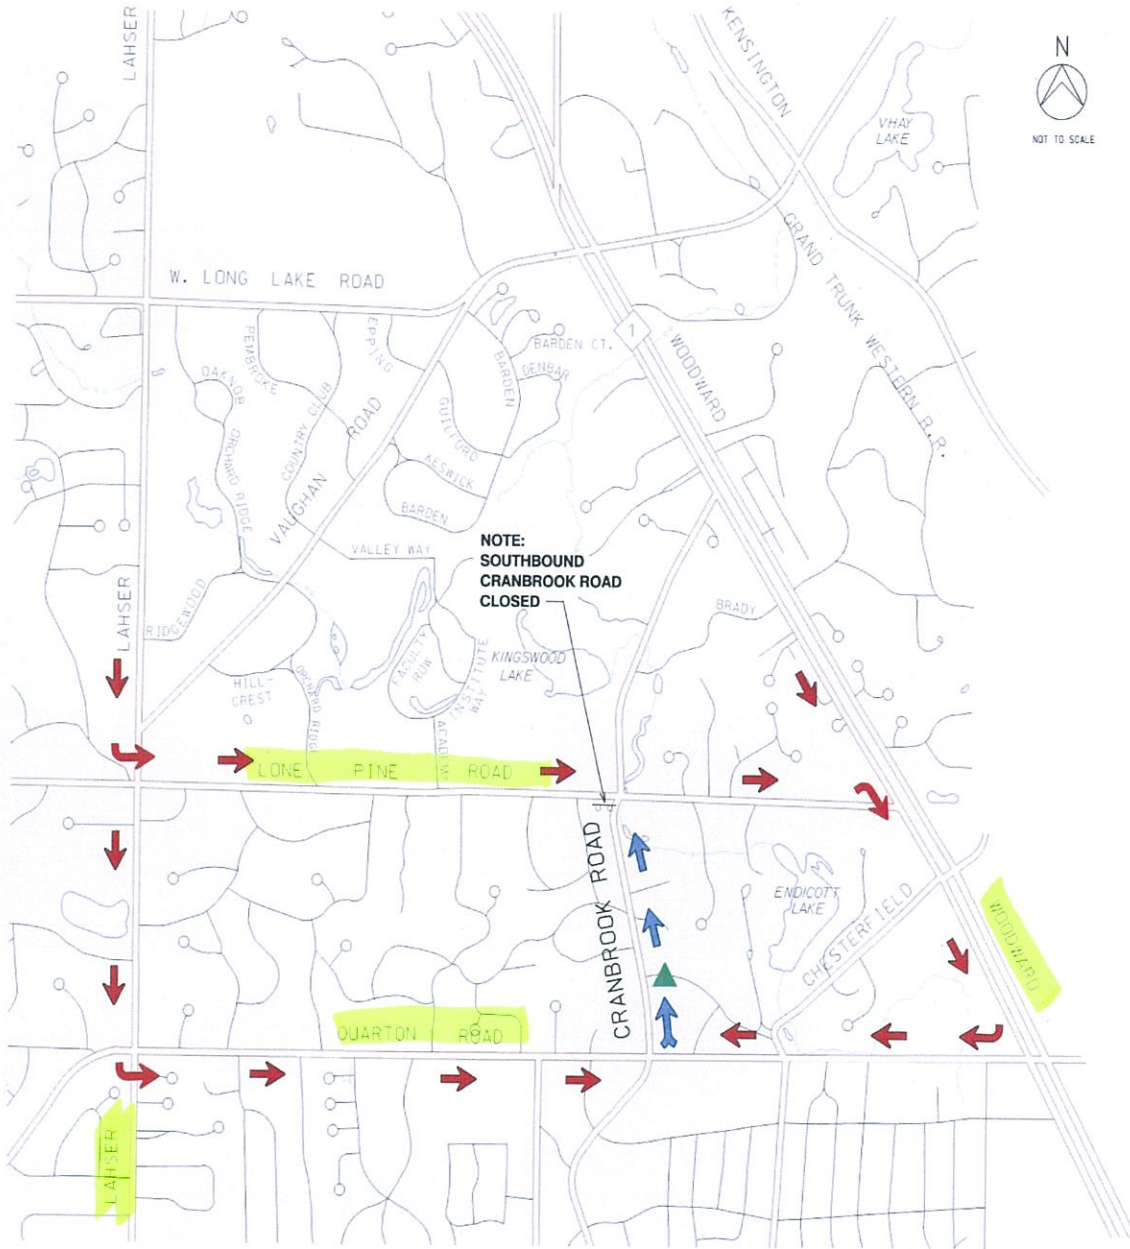 LAHSER
KENSINGTON
N
NOT TO SCALE
VHAY
LAKE
GRAND TRUNK WESTERN R.R.
W. LONG LAKE ROAD
1
WOODWARD
BARDEN CT.
DENBAR
BARDEN
EPPING
PEMBROKE
OAKNOB
COUNTRY CLUB
ORCHARD RIDGE
VAUGHAN ROAD
GUILFORD
KESWICK
BARDEN
VALLEY WAY
NOTE:
SOUTHBOUND
CRANBROOK ROAD
CLOSED
LAHSER
RIDGEWOOD
BRADY
FACULTY
ROW
INSTITUTE
WAY
KINGSWOOD
LAKE
HILL-
CREST
ORCHARD RIDGE
ACADEMY
LONE PINE ROAD
CRANBROOK ROAD
ENDICOTT
LAKE
CHESTERFIELD
WOODWARD
QUARTON ROAD
LAHSER